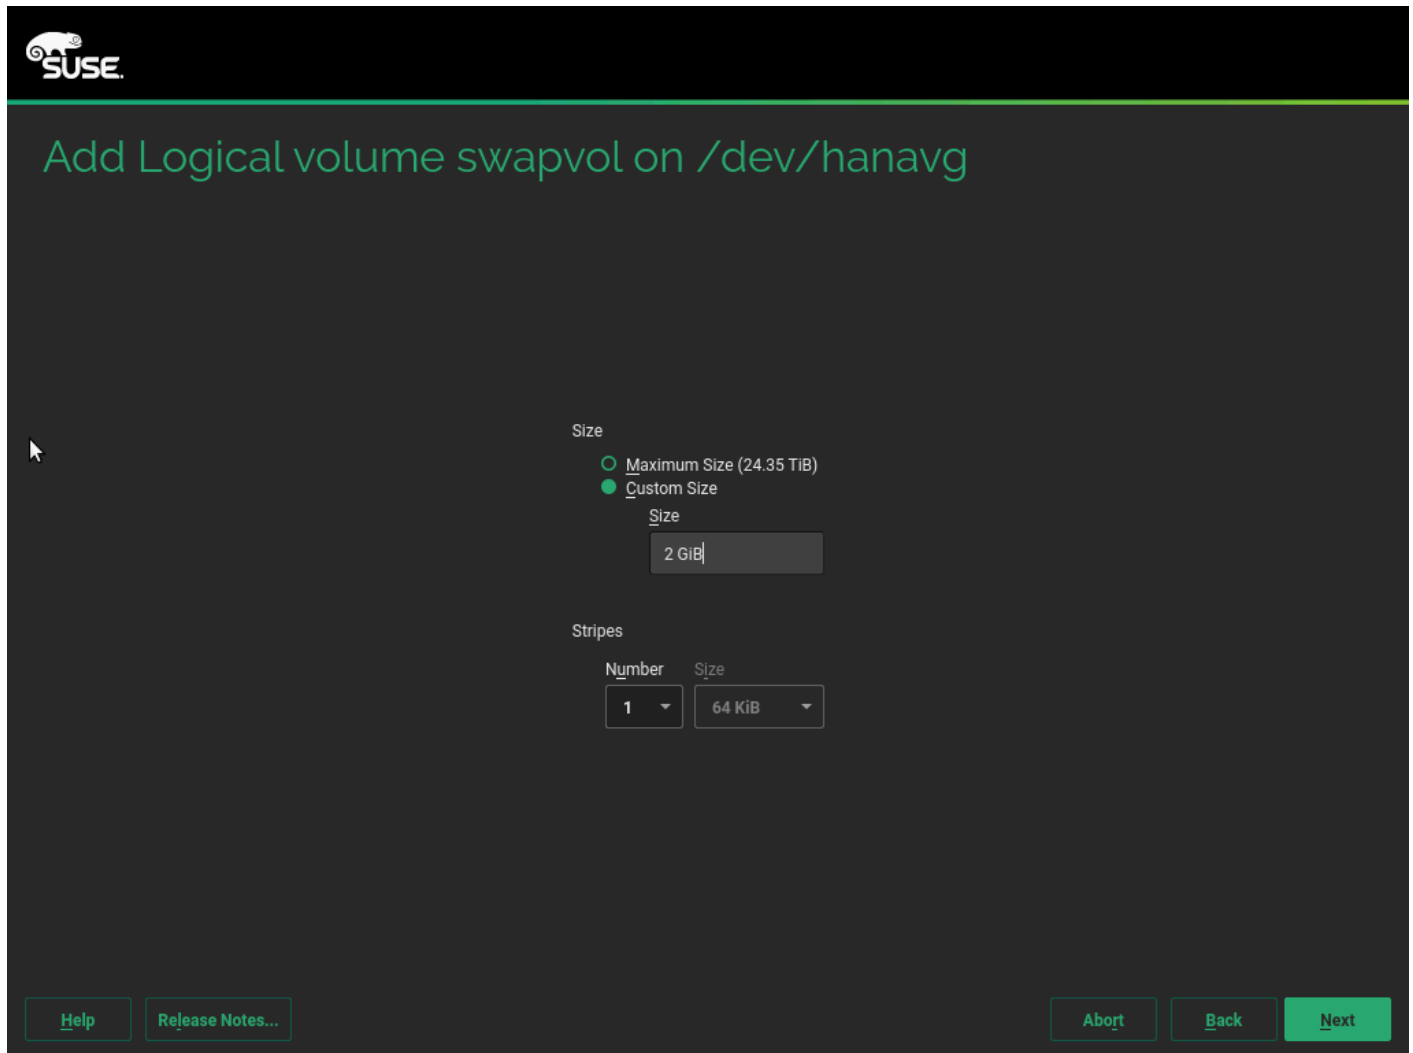 SUSE.
Add Logical volume swapvol on /dev/hanavg
Size
Maximum Size (24.35 TiB)
Custom Size
Size
2 GiB
Stripes
Number Size
1 64 KiB
Help Release Notes... Abort Back Next